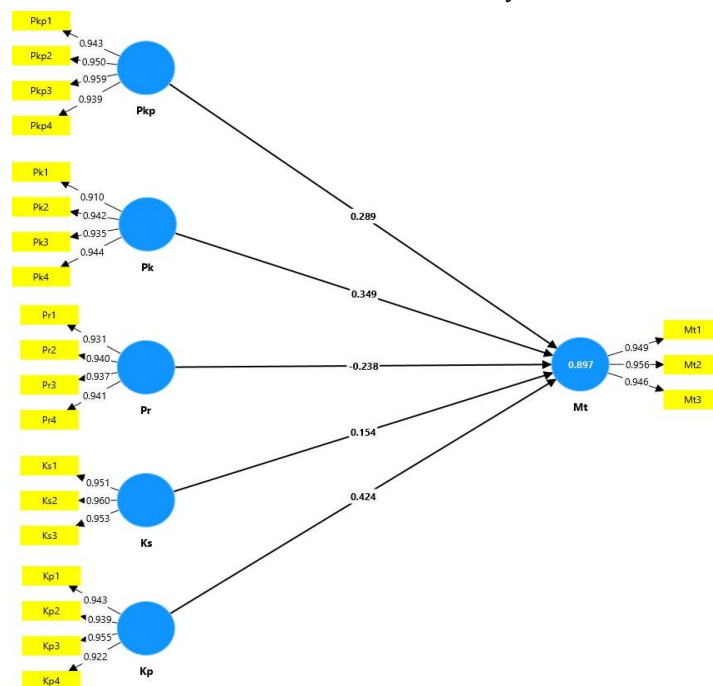 Pkp1
0.943
Pkp2
0.950
Pkp3
0.959
0.939
Pkp4
Pkp
Pk1
0.910
Pk2
0.942
Pk3
0.935
0.944
Pk4
Pk
Pr1
0.931
Pr2
0.940
Pr3
0.937
0.941
Pr4
Pr
Ks1
0.951
Ks2
0.960
Ks3
0.953
Ks
Kp1
0.943
Kp2
0.939
Kp3
0.955
0.922
Kp4
Kp
0.289
0.349
-0.238
0.154
0.424
0.897
Mt
Mt1
0.949
Mt2
0.956
0.946
Mt3